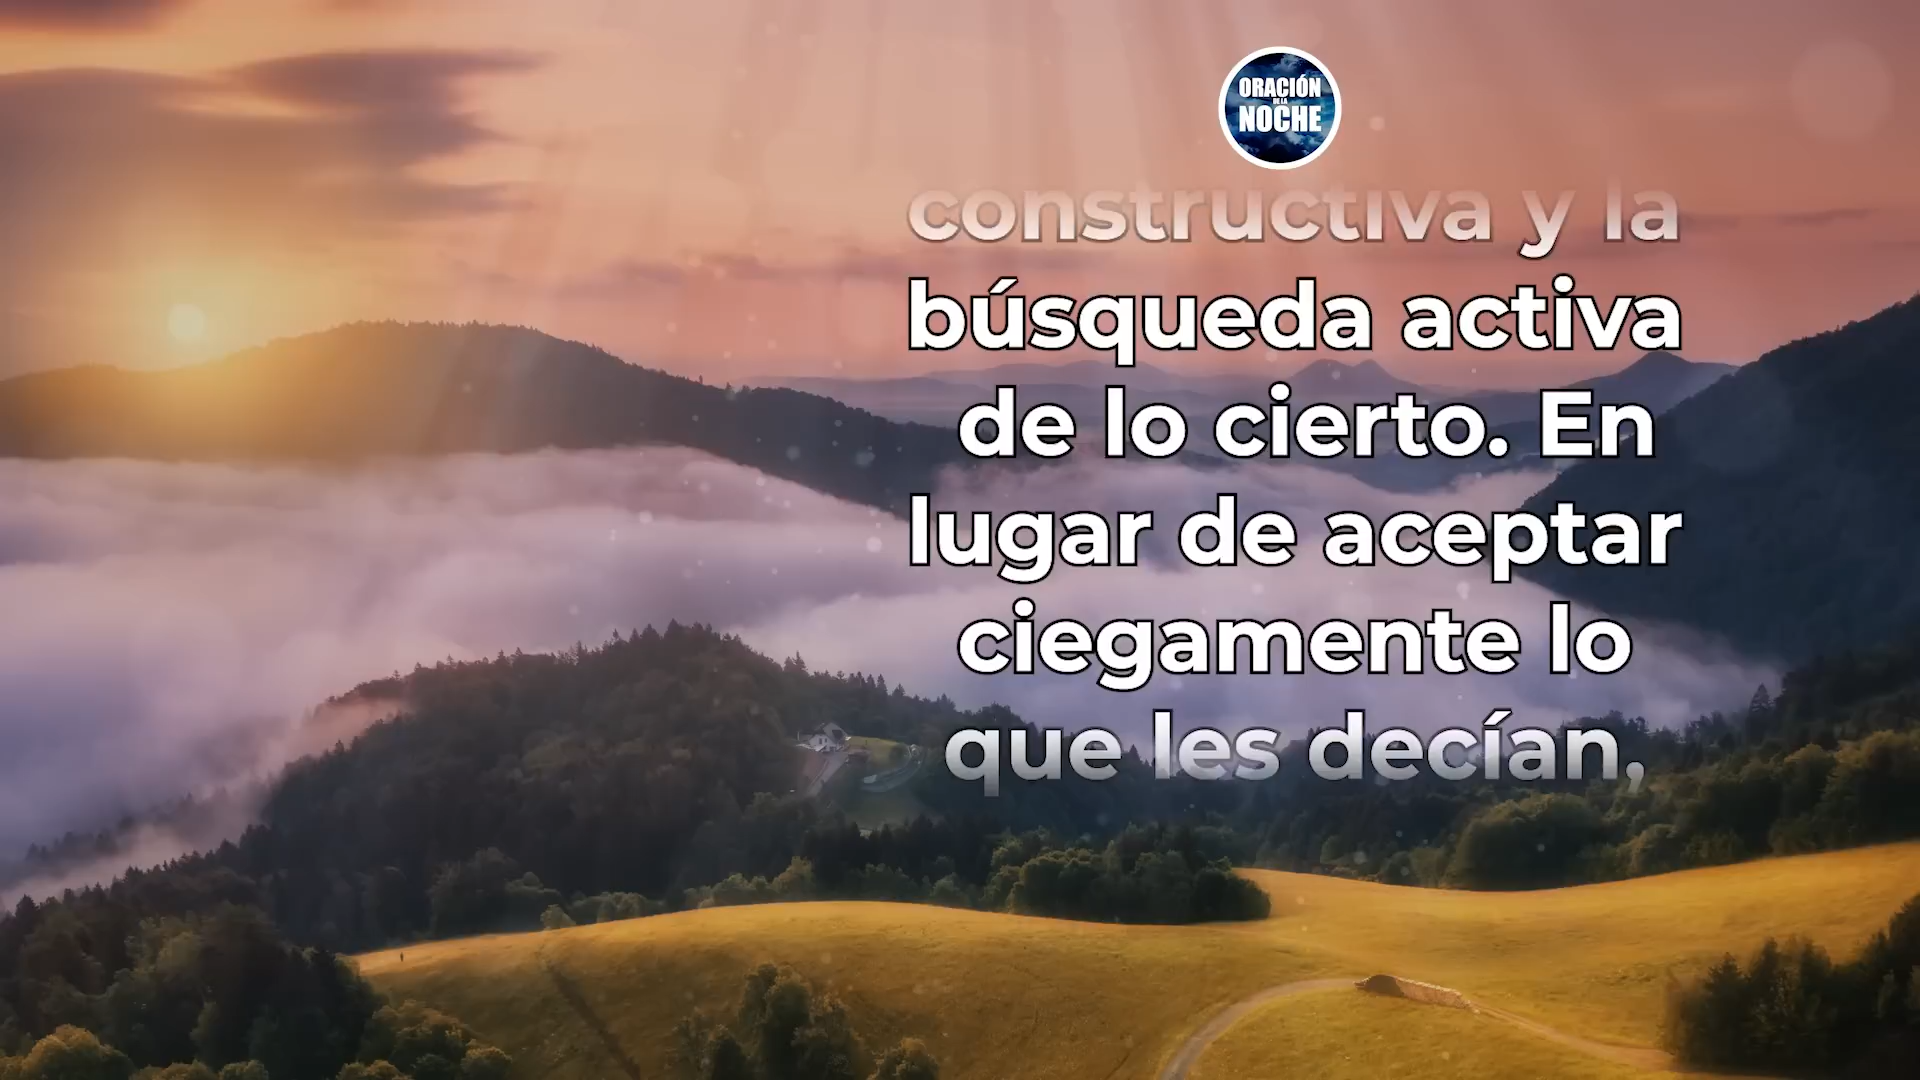 ORACIÓN
DE LA
NOCHE
constructiva y la
búsqueda activa
de lo cierto. En
lugar de aceptar
ciegamente lo
que les decían,